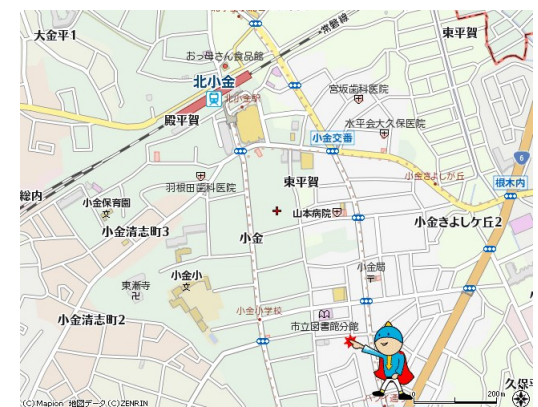 大金平1
常磐線
東平賀
おっ母さん食品館
北小金
北小金駅
宮坂歯科医院
殿平賀
水平会大久保医院
小金交番
6
総内
羽根田歯科医院
東平賀
小金きよしが丘
根木内
小金保育園
文
山本病院
小金清志町3
小金
小金きよしケ丘2
東漸寺
卍
小金小
文
小金局
〒
小金小学校
小金清志町2
市立図書館分館
久保平
200m
(C)Mapion 地図データ(C)ZENRIN